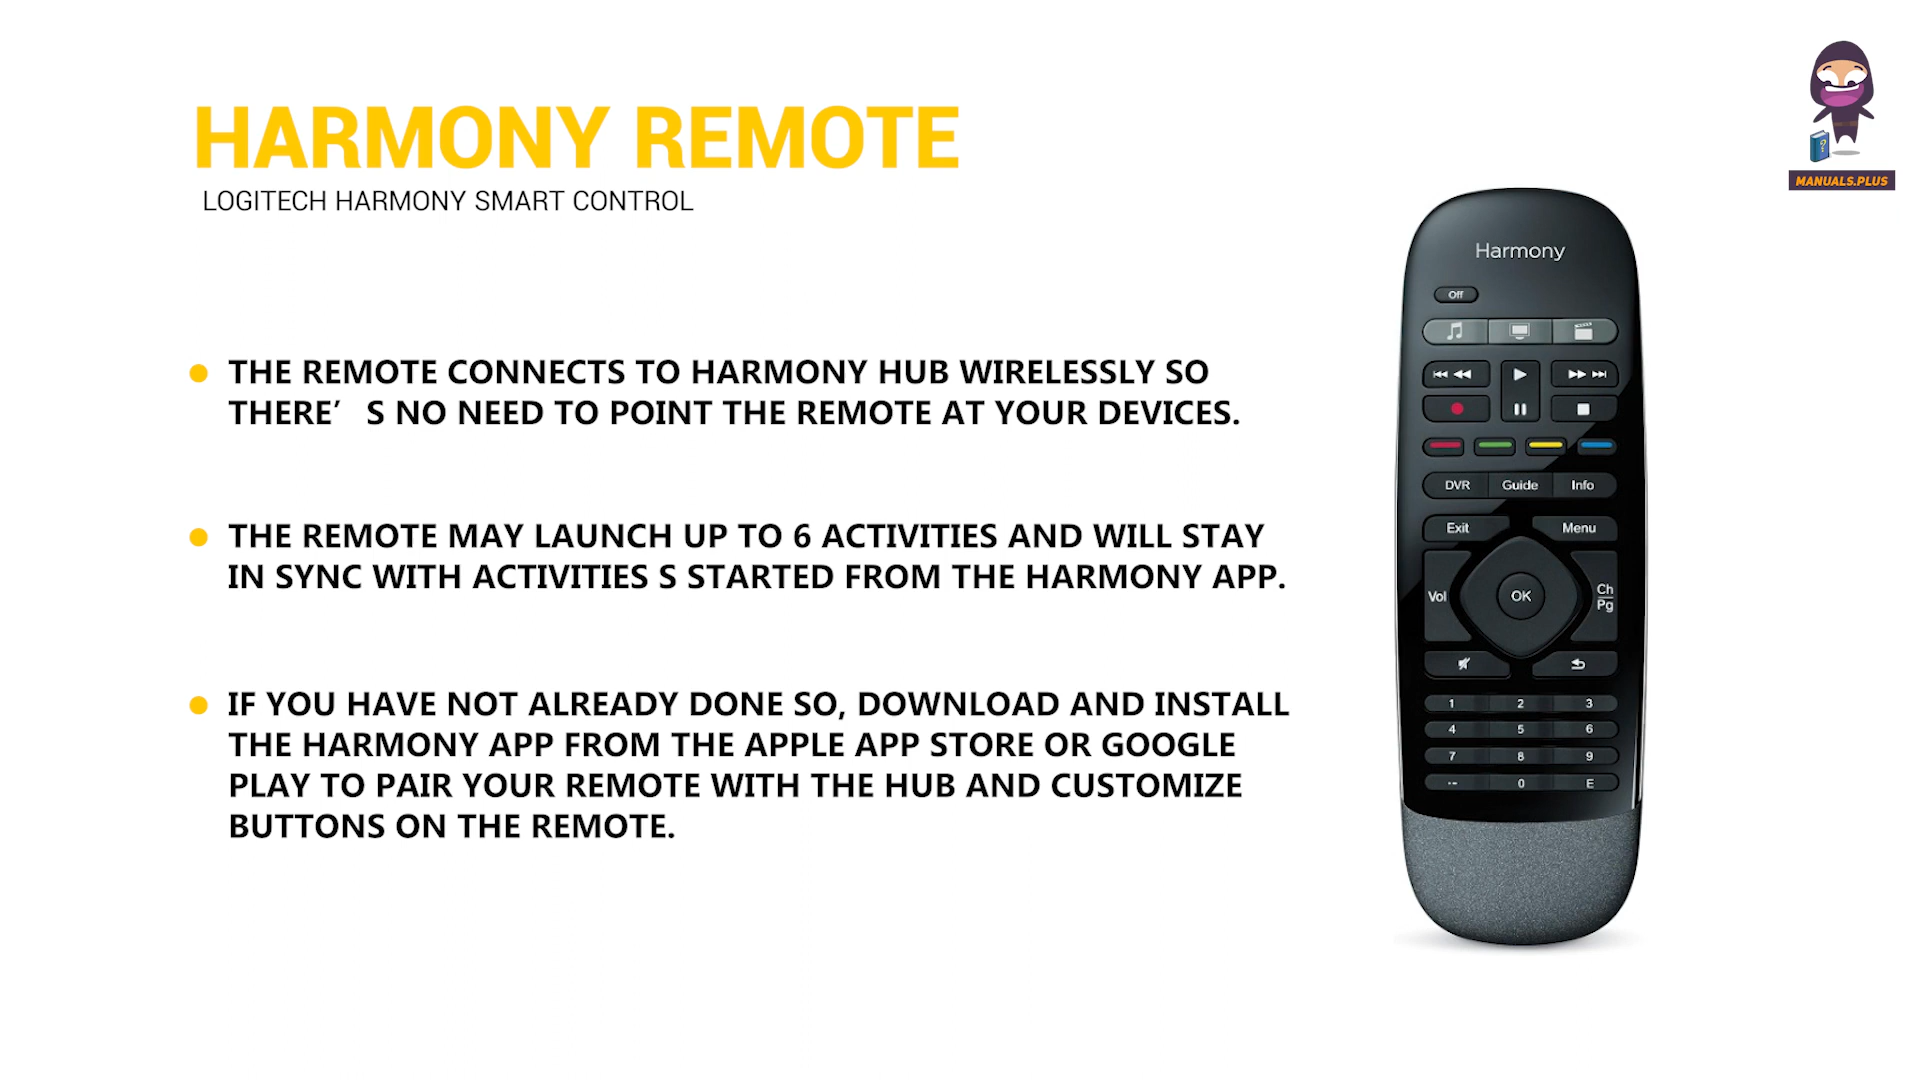 HARMONY REMOTE
LOGITECH HARMONY SMART CONTROL
THE REMOTE CONNECTS TO HARMONY HUB WIRELESSLY SO
THERE’ S NO NEED TO POINT THE REMOTE AT YOUR DEVICES.
THE REMOTE MAY LAUNCH UP TO 6 ACTIVITIES AND WILL STAY
IN SYNC WITH ACTIVITIES S STARTED FROM THE HARMONY APP.
IF YOU HAVE NOT ALREADY DONE SO, DOWNLOAD AND INSTALL
THE HARMONY APP FROM THE APPLE APP STORE OR GOOGLE
PLAY TO PAIR YOUR REMOTE WITH THE HUB AND CUSTOMIZE
BUTTONS ON THE REMOTE.
?
MANUALS.PLUS
Harmony
Off
DVR Guide Info
Exit Menu
Vol OK Ch
Pg
1 2 3
4 5 6
7 8 9
-- 0 E